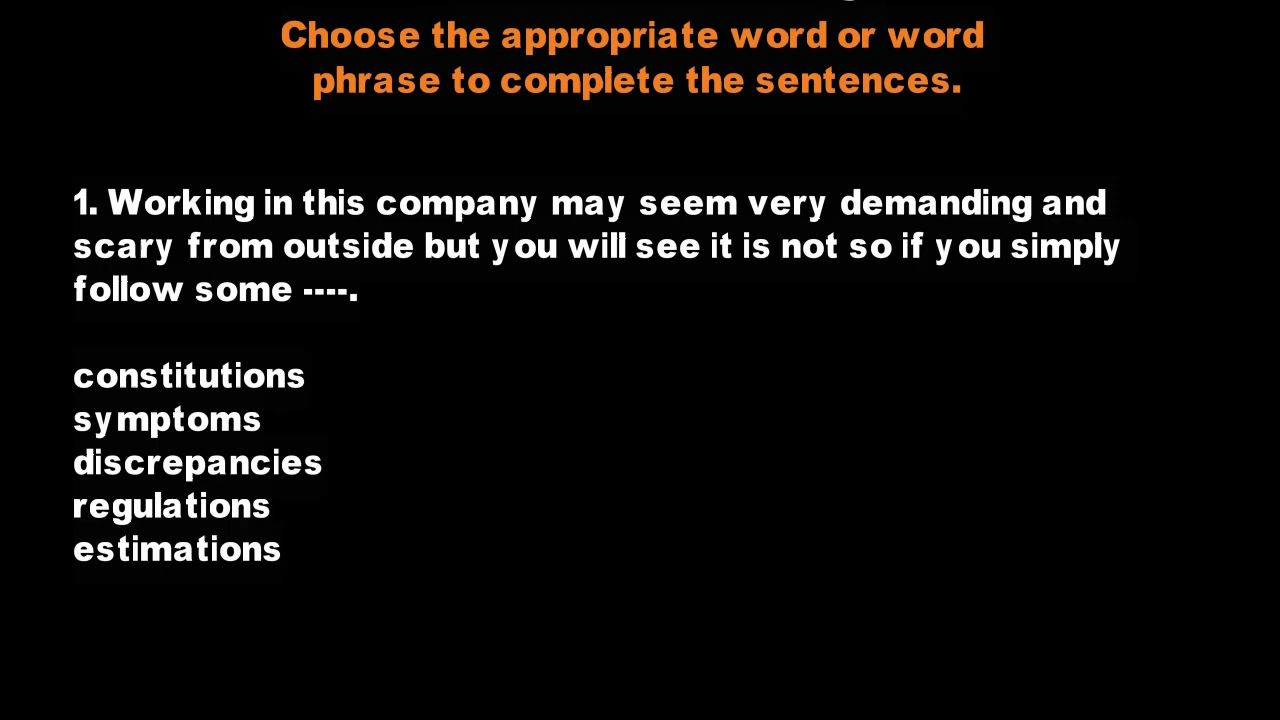 Choose the appropriate word or word
phrase to complete the sentences.
1. Working in this company may seem very demanding and
scary from outside but you will see it is not so if you simply
follow some ----.
constitutions
symptoms
discrepancies
regulations
estimations